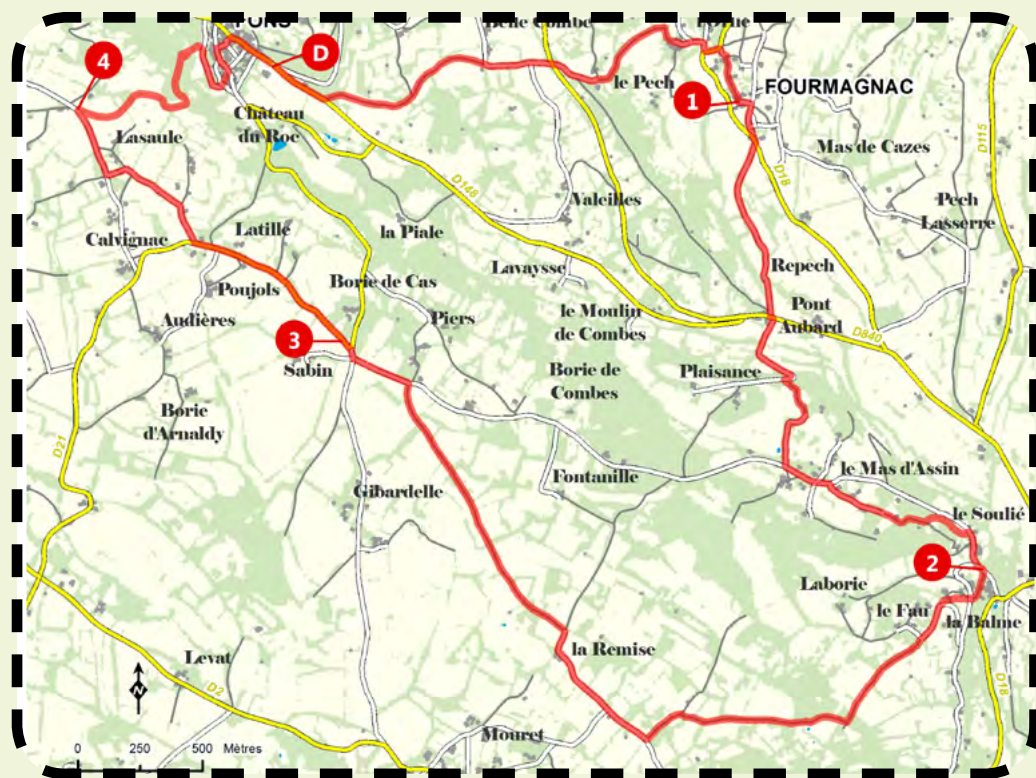 FONS
4
D
le Pech
1
FOURMAGNAC
Château
du Roc
Lasaule
Mas de Cazes
D115
D148
D18
Valeilles
Pech
Lasserre
Calvignac
Latille
la Piale
Lavaysse
Repech
Poujols
Borie de Cas
Audières
Piers
le Moulin
de Combes
Pont
Aubard
D840
3
Sabin
Borie de
Combes
Plaisance
Borie
d'Arnaldy
D21
Gibardelle
Fontanille
le Mas d'Assin
le Soulié
2
Laborie
le Fau
la Balme
la Remise
Levat
D2
D18
N
Mouret
0 250 500 Mètres